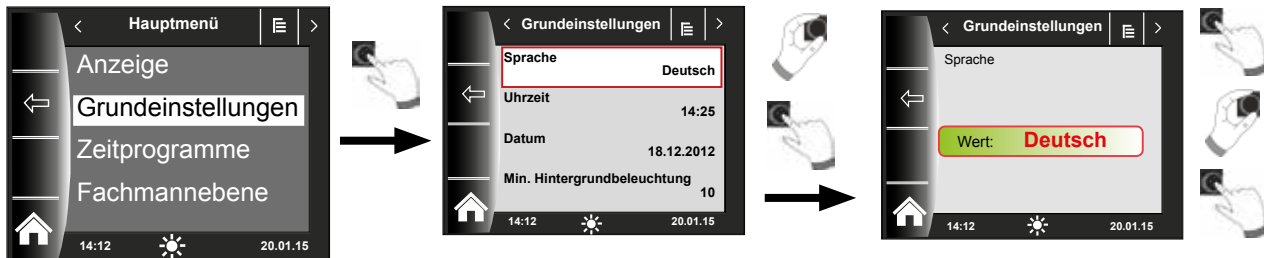 Hauptmenü
Anzeige
Grundeinstellungen
Zeitprogramme
Fachmannebene
14:12 20.01.15
Grundeinstellungen
Sprache
Deutsch
Uhrzeit
14:25
Datum
18.12.2012
Min. Hintergrundbeleuchtung
10
14:12 20.01.15
Grundeinstellungen
Sprache
Wert: Deutsch
14:12 20.01.15